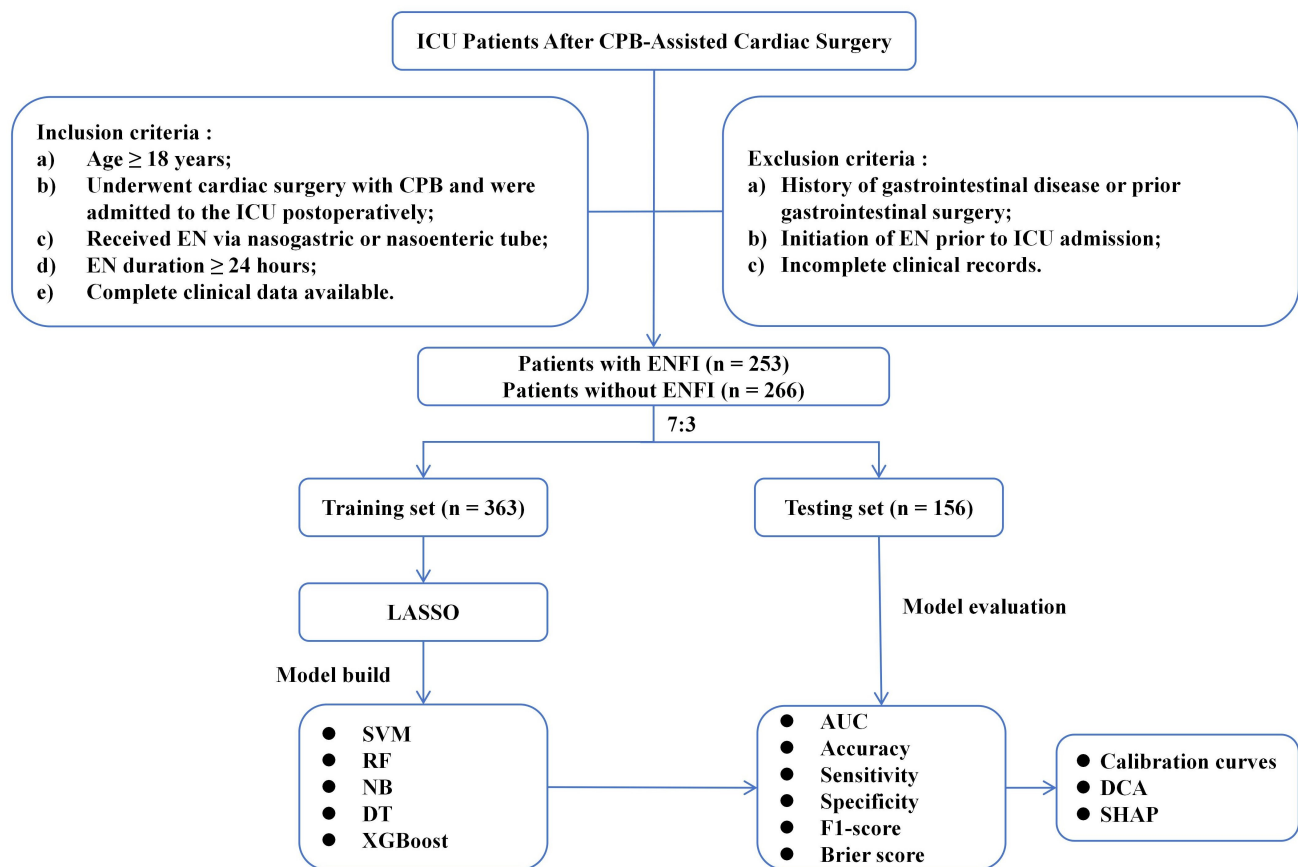 ICU Patients After CPB-Assisted Cardiac Surgery
Inclusion criteria :
a) Age ≥ 18 years;
b) Underwent cardiac surgery with CPB and were
admitted to the ICU postoperatively;
c) Received EN via nasogastric or nasoenteric tube;
d) EN duration ≥ 24 hours;
e) Complete clinical data available.
Exclusion criteria :
a) History of gastrointestinal disease or prior
gastrointestinal surgery;
b) Initiation of EN prior to ICU admission;
c) Incomplete clinical records.
Patients with ENFI (n = 253)
Patients without ENFI (n = 266)
7:3
Training set (n = 363)
Testing set (n = 156)
LASSO
Model evaluation
Model build
● SVM
● RF
● NB
● DT
● XGBoost
● AUC
● Accuracy
● Sensitivity
● Specificity
● F1-score
● Brier score
● Calibration curves
● DCA
● SHAP